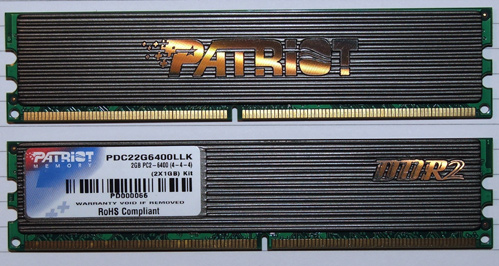 PATRIOT
PATRIOT
MEMORY
PDC22G6400LLK
2GB PC2-6400 (4-4-4)
(2X1GB) Kit
PD000066
WARRANTY VOID IF REMOVED
RoHS Compliant
DDR2